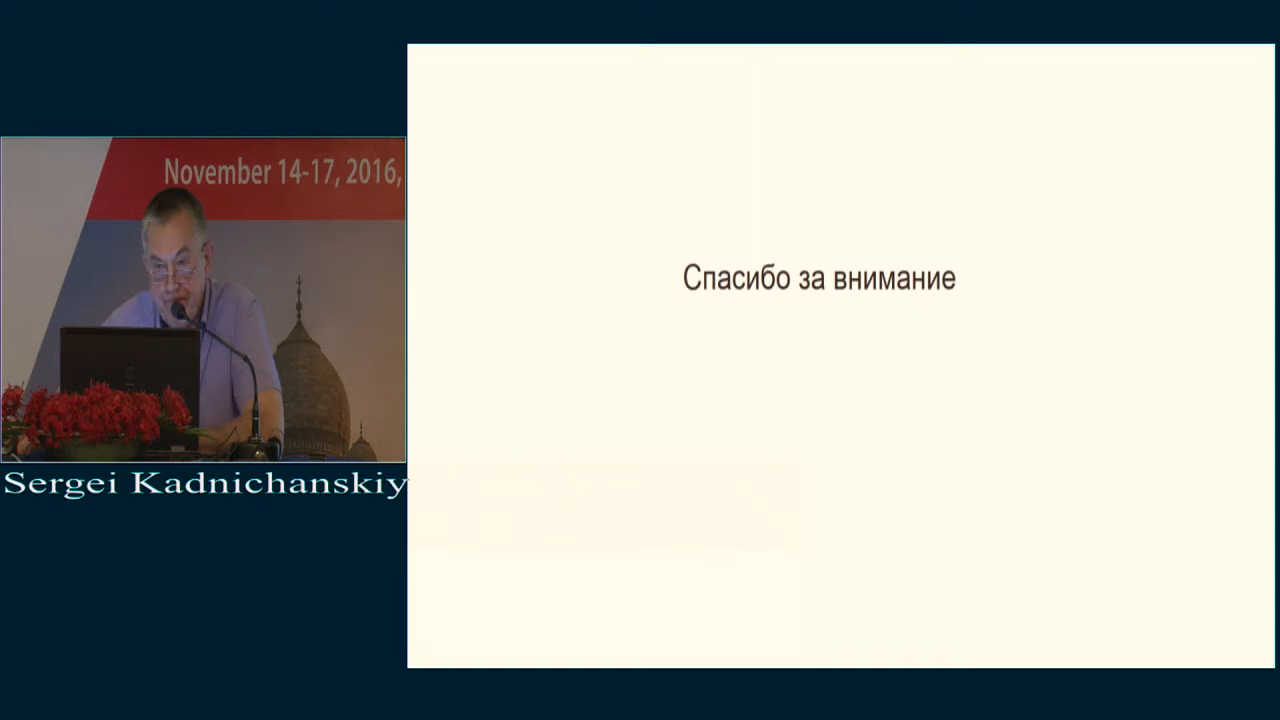 November 14-17, 2016,
Sergei Kadnichanskiy
Спасибо за внимание